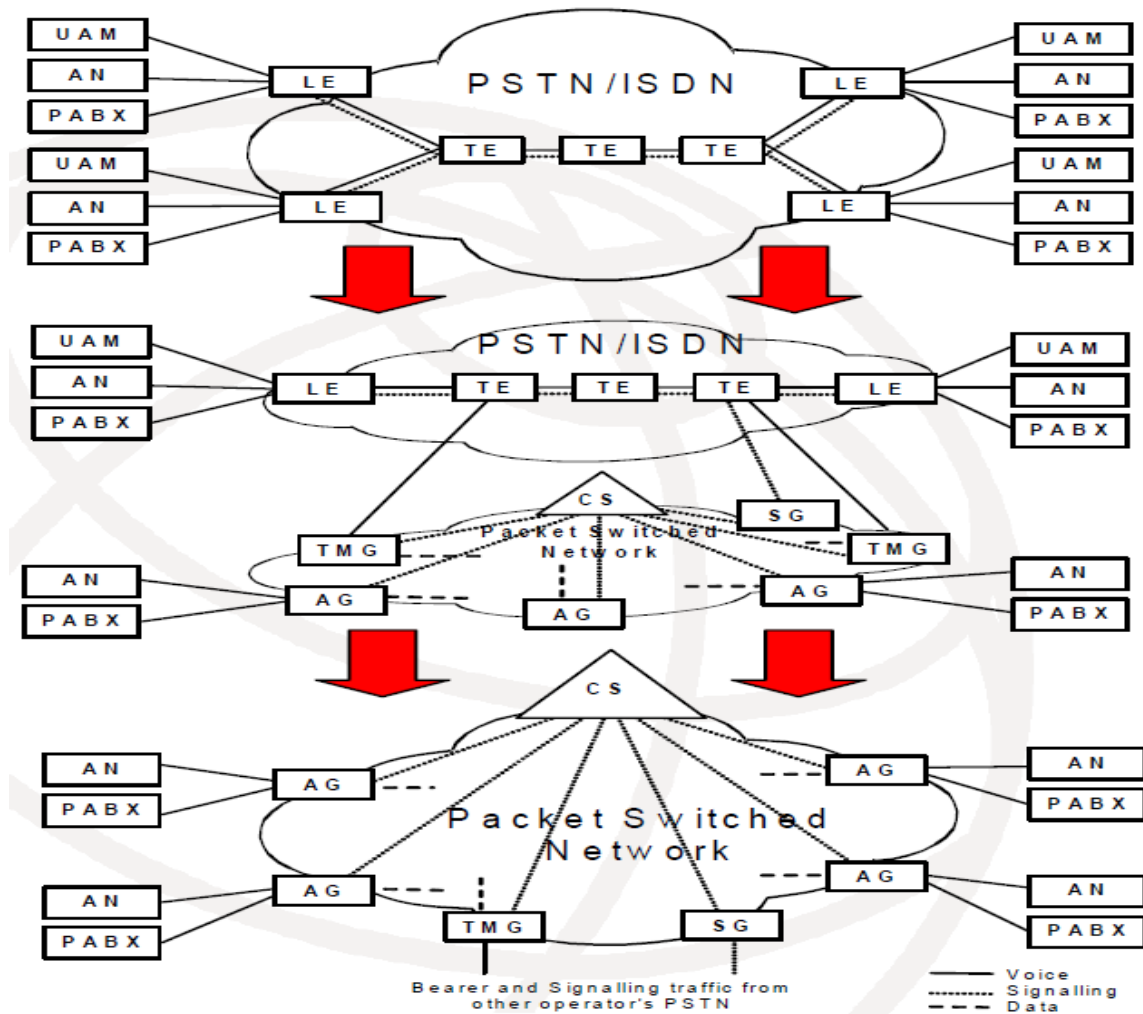 UAM
AN
PABX
UAM
AN
PABX
LE
LE
PSTN/ISDN
TE
TE
TE
LE
LE
UAM
AN
PABX
UAM
AN
PABX
PSTN/ISDN
UAM
AN
PABX
LE
TE
TE
TE
LE
UAM
AN
PABX
CS
SG
Packet Switched
Network
TMG
TMG
AN
PABX
AG
AG
AG
AN
PABX
CS
AN
PABX
AG
AG
AN
PABX
Packet Switched
Network
AN
PABX
AG
AG
AN
PABX
TMG
SG
Bearer and Signalling traffic from
other operator's PSTN
Voice
Signalling
Data